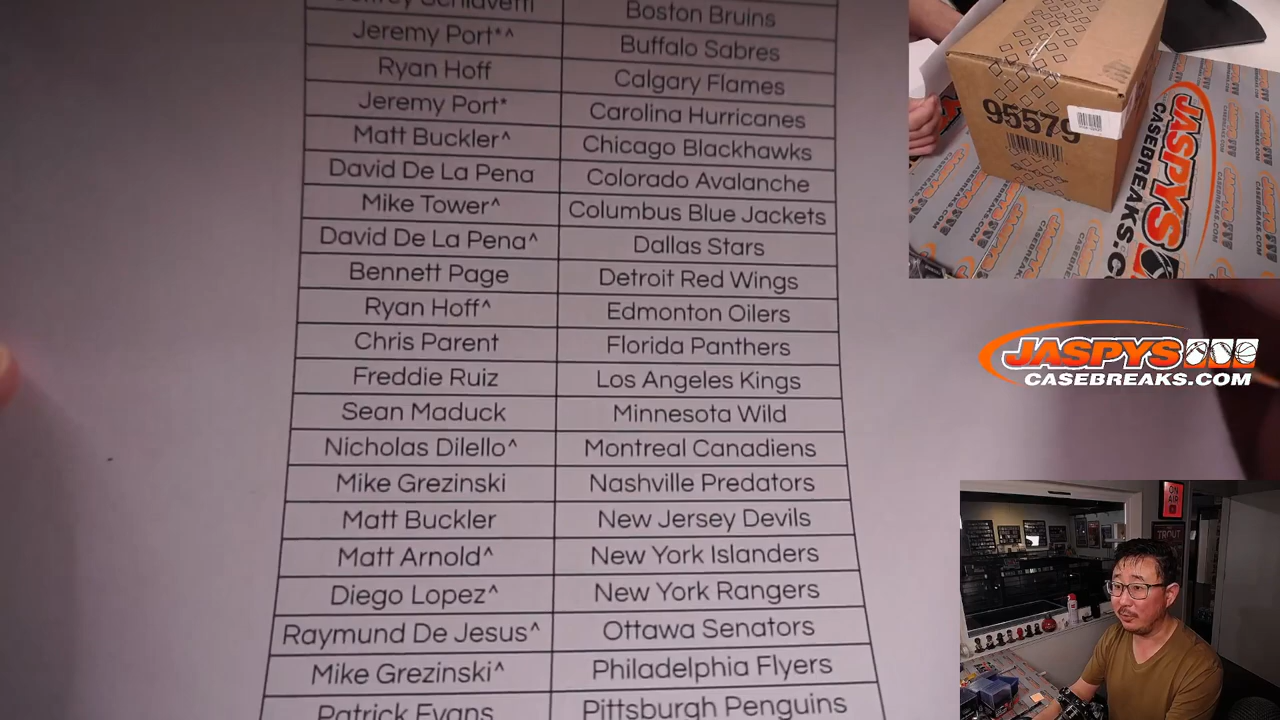 Boston Bruins
Jeremy Port*^ Buffalo Sabres
Ryan Hoff Calgary Flames
Jeremy Port* Carolina Hurricanes
Matt Buckler^ Chicago Blackhawks
David De La Pena Colorado Avalanche
Mike Tower^ Columbus Blue Jackets
David De La Pena^ Dallas Stars
Bennett Page Detroit Red Wings
Ryan Hoff^ Edmonton Oilers
Chris Parent Florida Panthers
Freddie Ruiz Los Angeles Kings
Sean Maduck Minnesota Wild
Nicholas Dilello^ Montreal Canadiens
Mike Grezinski Nashville Predators
Matt Buckler New Jersey Devils
Matt Arnold^ New York Islanders
Diego Lopez^ New York Rangers
Raymund De Jesus^ Ottawa Senators
Mike Grezinski^ Philadelphia Flyers
Patrick Evans Pittsburgh Penguins
95579
JASPYS
CASEBREAKS.C
JASPYS
CASEBREAKS.COM
ON
AIR
TROUT